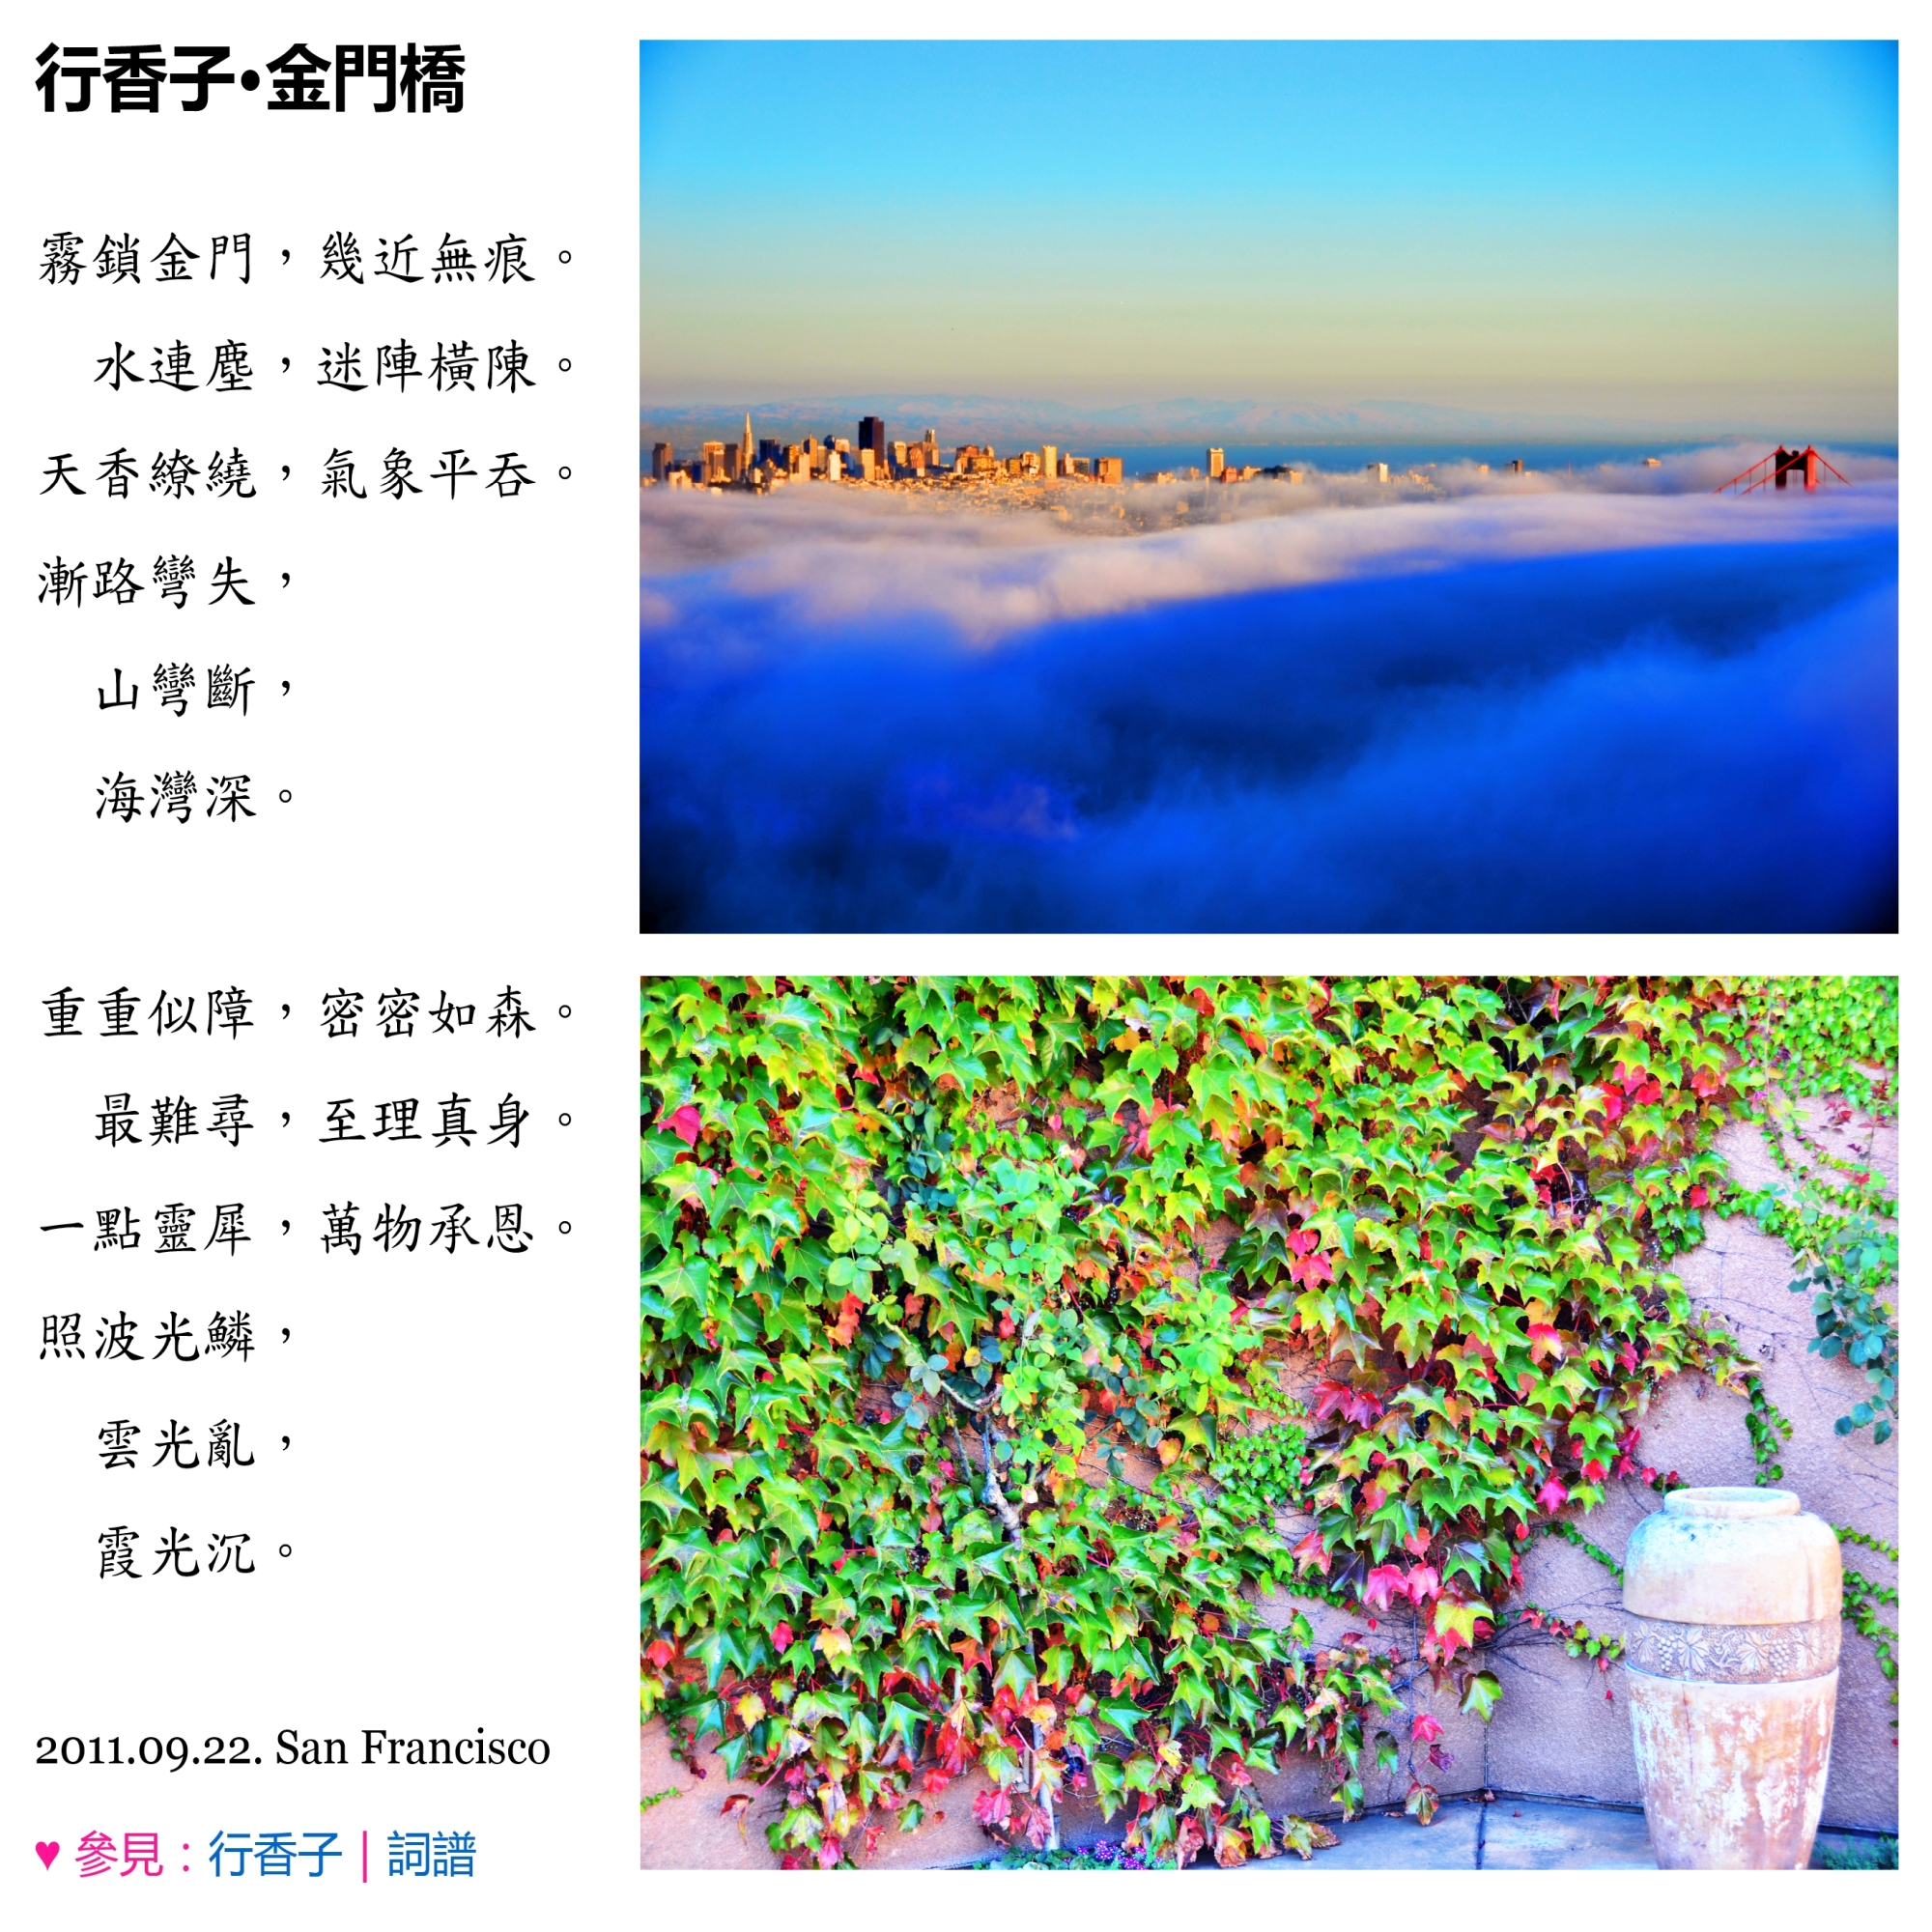 行香子•金門橋
霧鎖金門，幾近無痕。
水連塵，迷陣橫陳。
天香繚繞，氣象平吞。
漸路彎失，
山彎斷，
海灣深。
重重似障，密密如森。
最難尋，至理真身。
一點靈犀，萬物承恩。
照波光鱗，
雲光亂，
霞光沉。
2011.09.22. San Francisco
♥ 參見：行香子 | 詞譜